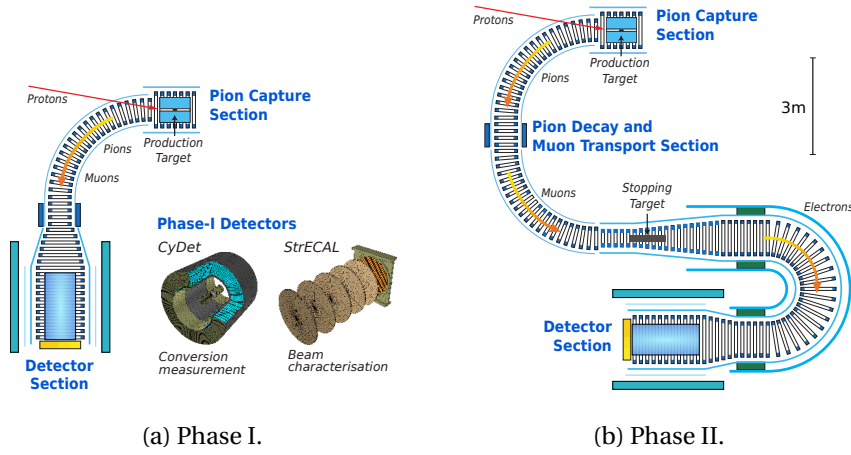 Protons
Pion Capture
Section
Production
Target
Pions
Muons
Phase-I Detectors
CyDet
StrECAL
Conversion
measurement
Beam
characterisation
Detector
Section
(a) Phase I.
Protons
Pion Capture
Section
Production
Target
Pions
3m
Pion Decay and
Muon Transport Section
Muons
Stopping
Target
Electrons
Detector
Section
(b) Phase II.